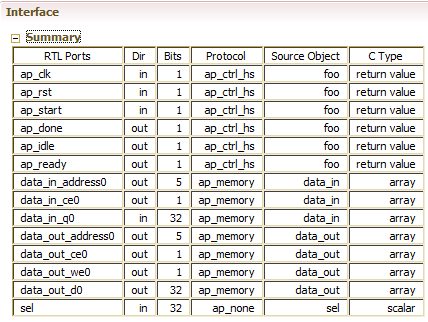 Interface
Summary
RTL Ports Dir Bits Protocol Source Object C Type
ap_clk in 1 ap_ctrl_hs foo return value
ap_rst in 1 ap_ctrl_hs foo return value
ap_start in 1 ap_ctrl_hs foo return value
ap_done out 1 ap_ctrl_hs foo return value
ap_idle out 1 ap_ctrl_hs foo return value
ap_ready out 1 ap_ctrl_hs foo return value
data_in_address0 out 5 ap_memory data_in array
data_in_ce0 out 1 ap_memory data_in array
data_in_q0 in 32 ap_memory data_in array
data_out_address0 out 5 ap_memory data_out array
data_out_ce0 out 1 ap_memory data_out array
data_out_we0 out 1 ap_memory data_out array
data_out_d0 out 32 ap_memory data_out array
sel in 32 ap_none sel scalar